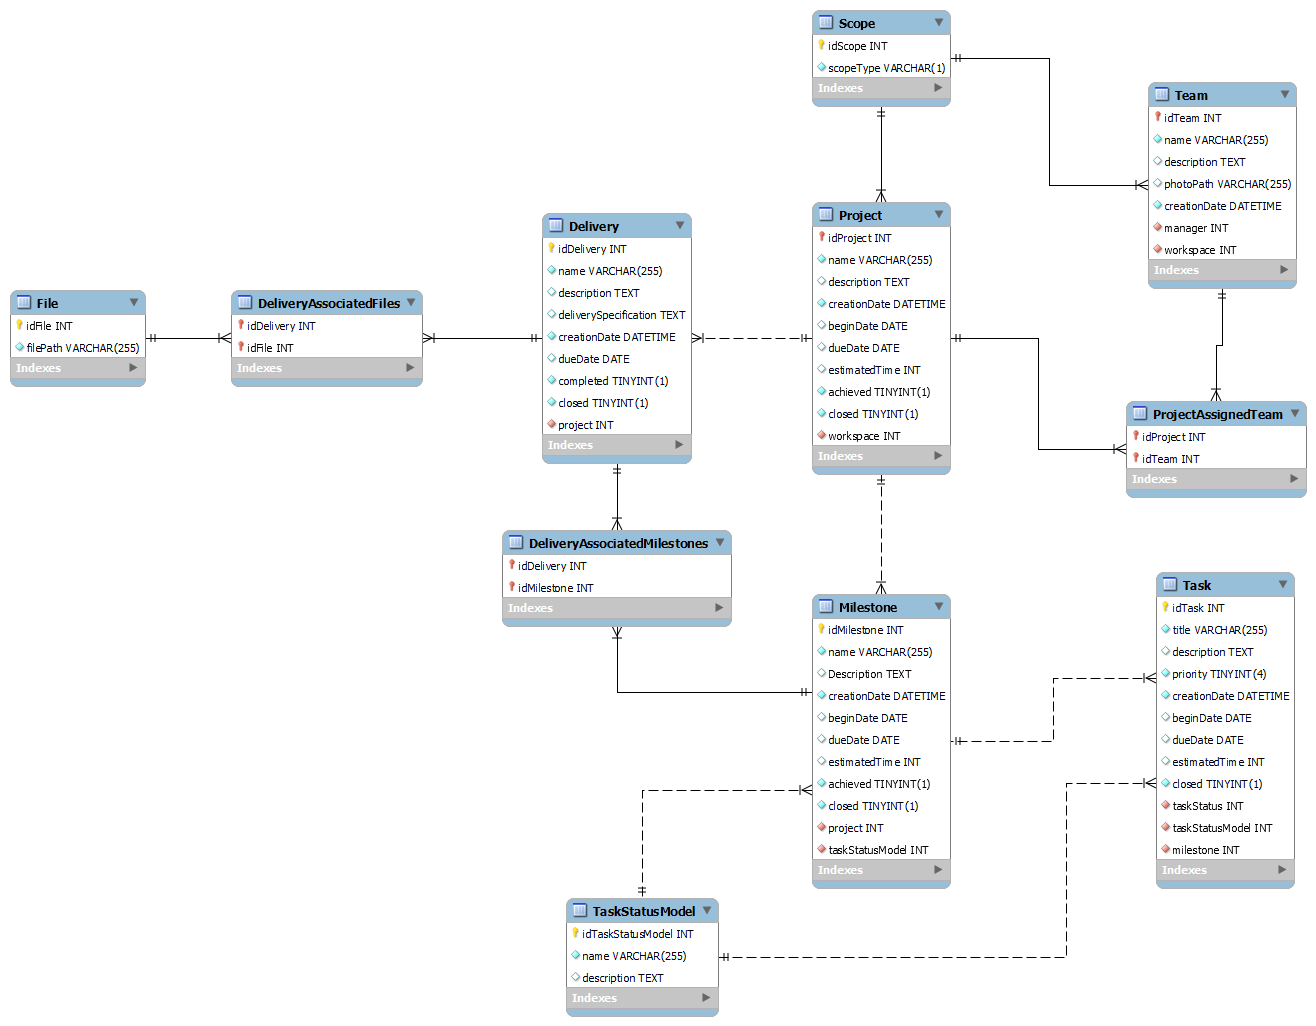 Scope
idScope INT
scopeType VARCHAR(1)
Indexes
Team
idTeam INT
name VARCHAR(255)
description TEXT
photoPath VARCHAR(255)
creationDate DATETIME
manager INT
workspace INT
Indexes
Project
idProject INT
name VARCHAR(255)
description TEXT
creationDate DATETIME
beginDate DATE
dueDate DATE
estimatedTime INT
achieved TINYINT(1)
closed TINYINT(1)
workspace INT
Indexes
Delivery
idDelivery INT
name VARCHAR(255)
description TEXT
deliverySpecification TEXT
creationDate DATETIME
dueDate DATE
completed TINYINT(1)
closed TINYINT(1)
project INT
Indexes
File
idFile INT
filePath VARCHAR(255)
Indexes
DeliveryAssociatedFiles
idDelivery INT
idFile INT
Indexes
ProjectAssignedTeam
idProject INT
idTeam INT
Indexes
DeliveryAssociatedMilestones
idDelivery INT
idMilestone INT
Indexes
Milestone
idMilestone INT
name VARCHAR(255)
Description TEXT
creationDate DATETIME
beginDate DATE
dueDate DATE
estimatedTime INT
achieved TINYINT(1)
closed TINYINT(1)
project INT
taskStatusModel INT
Indexes
Task
idTask INT
title VARCHAR(255)
description TEXT
priority TINYINT(4)
creationDate DATETIME
beginDate DATE
dueDate DATE
estimatedTime INT
closed TINYINT(1)
taskStatus INT
taskStatusModel INT
milestone INT
Indexes
TaskStatusModel
idTaskStatusModel INT
name VARCHAR(255)
description TEXT
Indexes